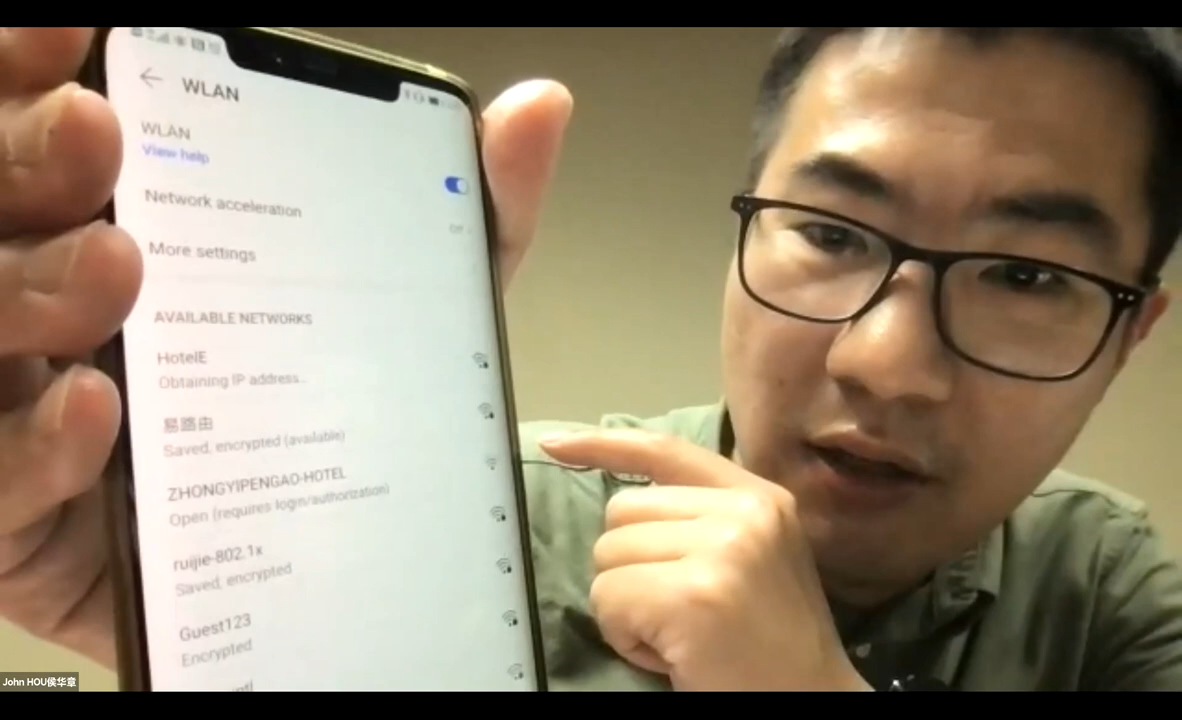 WLAN
WLAN
View help
Network acceleration
Off
More settings
AVAILABLE NETWORKS
HotelE
Obtaining IP address...
易路由
Saved, encrypted (available)
ZHONGYIPENGAO-HOTEL
Open (requires login/authorization)
ruijie-802.1x
Saved, encrypted
Guest123
Encrypted
John HOU侯华章